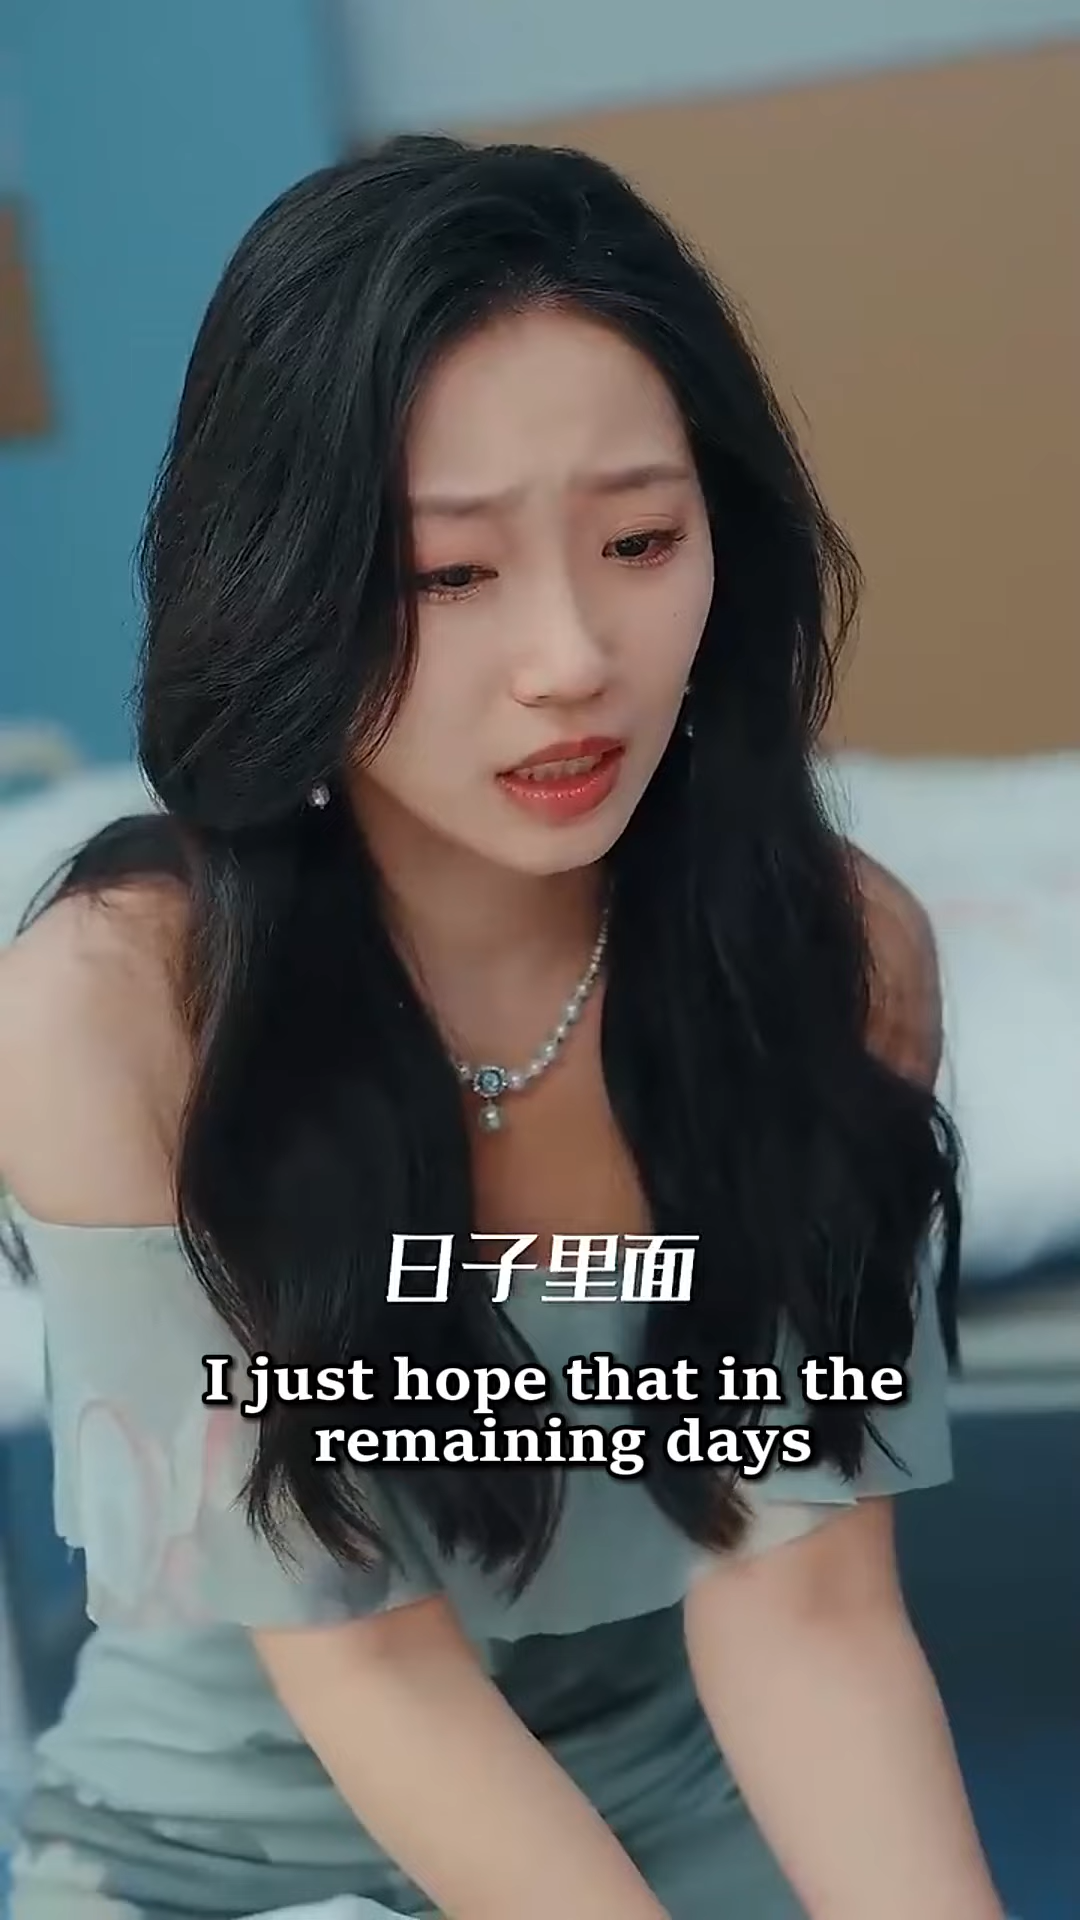 日子里面
I just hope that in the
remaining days